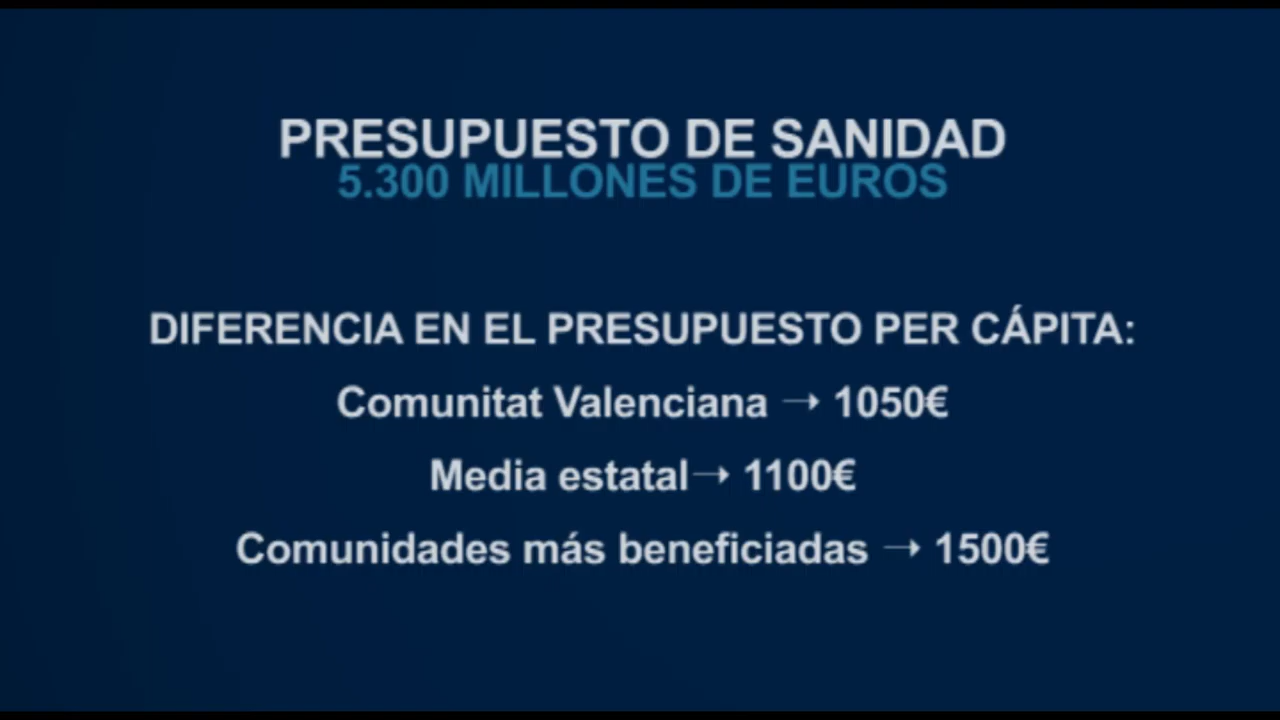 PRESUPUESTO DE SANIDAD
5.300 MILLONES DE EUROS
DIFERENCIA EN EL PRESUPUESTO PER CÁPITA:
Comunitat Valenciana → 1050€
Media estatal→ 1100€
Comunidades más beneficiadas → 1500€